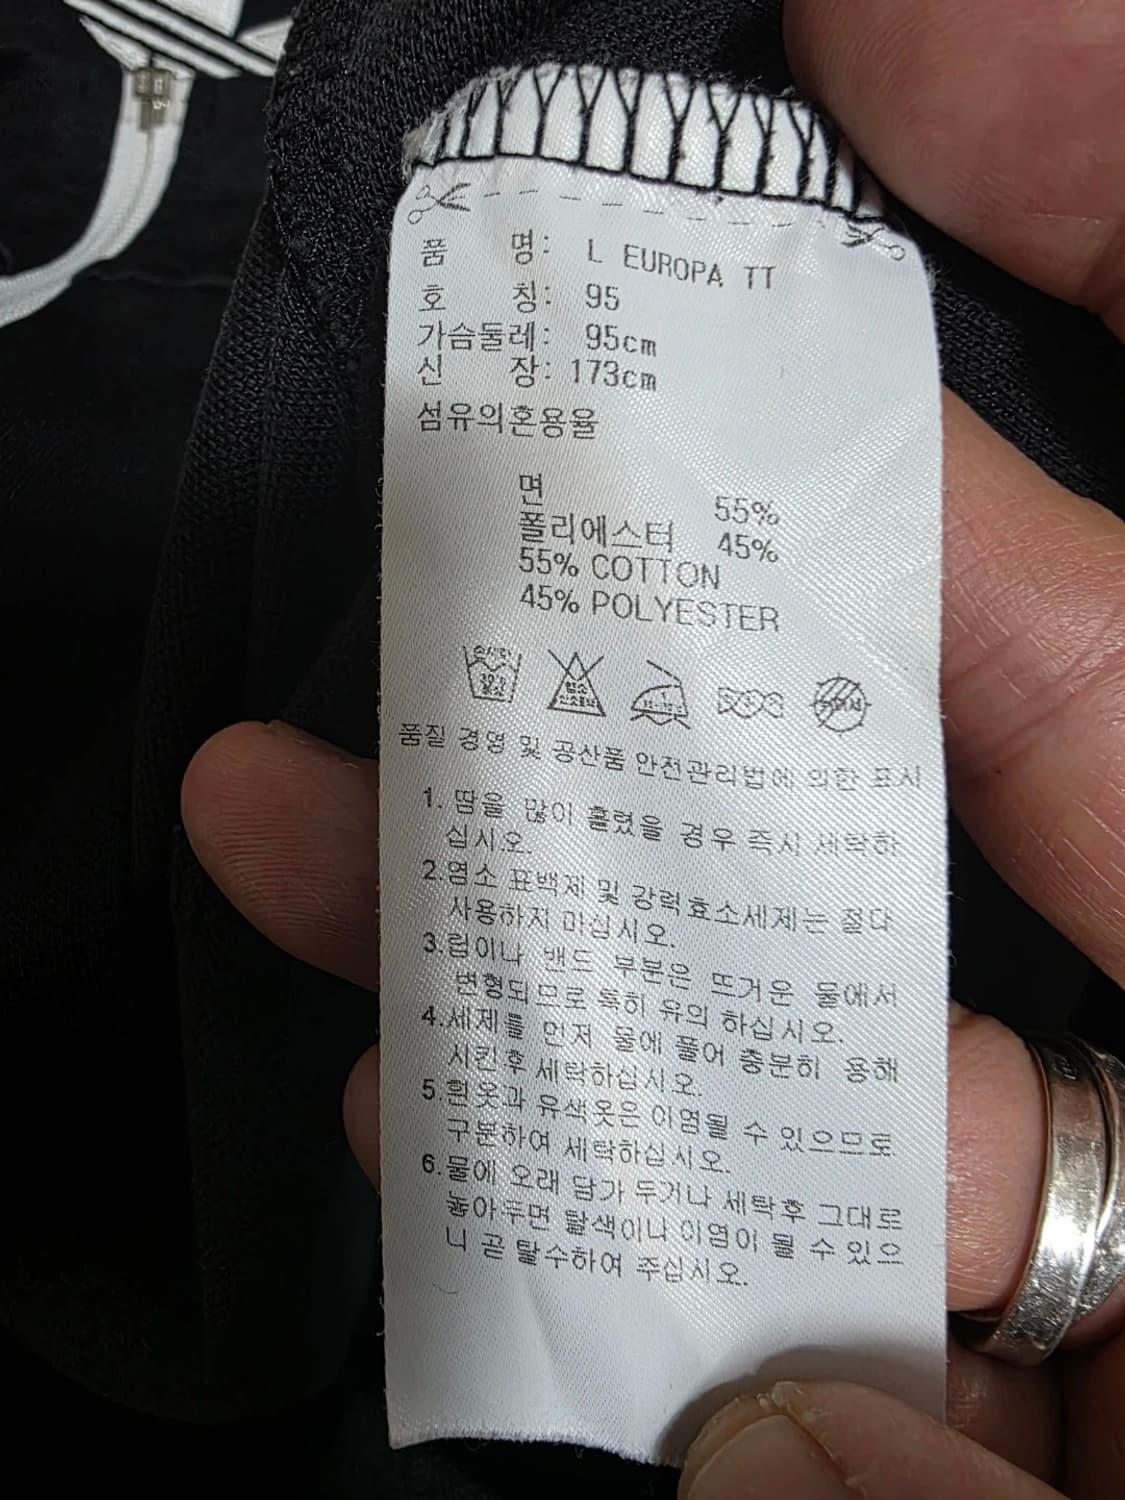 품 명: L EUROPA TT
호 칭: 95
가슴둘레: 95cm
신 장: 173cm
섬유의혼용율
면 55%
폴리에스터 45%
55% COTTON
45% POLYESTER
품질 경영 및 공산품 안전관리법에 의한 표시
1. 땀을 많이 흘렸을 경우 즉시 세탁하
십시오.
2.염소 표백제 및 강력효소세제는 절대
사용하지 마십시오.
3.럽이나 밴드 부분은 뜨거운 물에서
변형되므로 특히 유의 하십시오.
4.세제를 먼저 물에 풀어 충분히 용해
시킨후 세탁하십시오.
5.흰옷과 유색옷은 이염될 수 있으므로
구분하여 세탁하십시오.
6.물에 오래 담가 두거나 세탁후 그대로
놓아두면 탈색이나 이염이 될 수 있으
니 곧 탈수하여 주십시오.